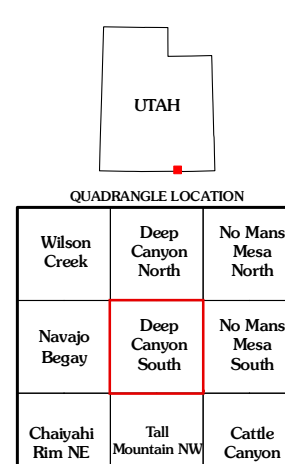 UTAH
QUADRANGLE LOCATION
Wilson
Creek
Deep
Canyon
North
No Mans
Mesa
North
Navajo
Begay
Deep
Canyon
South
No Mans
Mesa
South
Chaiyahi
Rim NE
Tall
Mountain NW
Cattle
Canyon